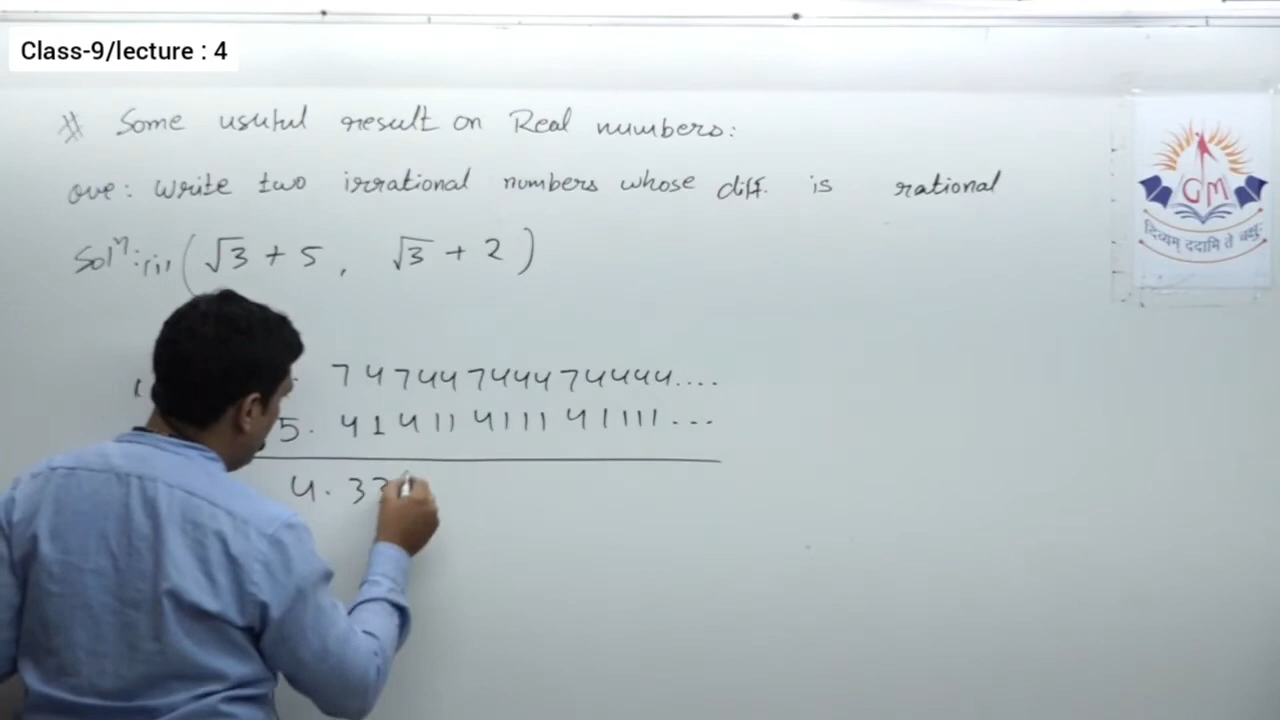 Class-9/lecture : 4
# Some useful result on Real numbers:
Que: Write two irrational numbers whose diff. is rational
Solⁿ: (i) (√3 + 5, √3 + 2)
GM
दिव्यम् ददामि ते चक्षुः
. 7 4 7 4 4 7 4 4 4 7 4 4 4 4 ....
5. 4 1 4 1 1 4 1 1 1 4 1 1 1 1 ...
4. 3 3